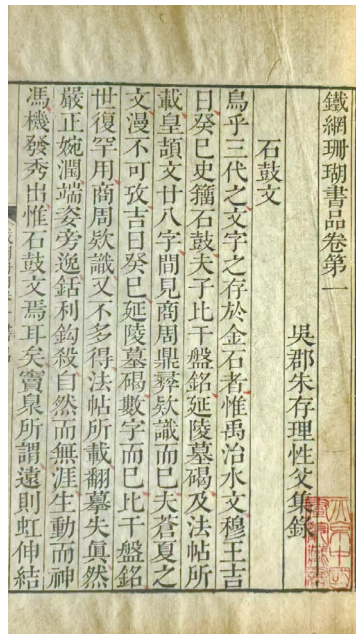 鐵網珊瑚書品卷第一
吳郡朱存理性父集錄
石鼓文
烏乎三代之文字之存於金石者惟禹治水文穆王吉
日癸巳史籀石鼓夫子比干盤銘延陵墓碣及法帖所
載皇頡文廿八字間見商周鼎彝欵識而巳夫蒼夏之
文漫不可攷吉日癸巳延陵墓碣數字而巳比干盤銘
世復罕用商周欵識又不多得法帖所載翻摹失眞然
嚴正婉潤端姿旁逸銛利鈎殺自然而無涯生動而神
馮機發秀出惟石鼓文焉耳矣竇臮所謂遠則虹伸結